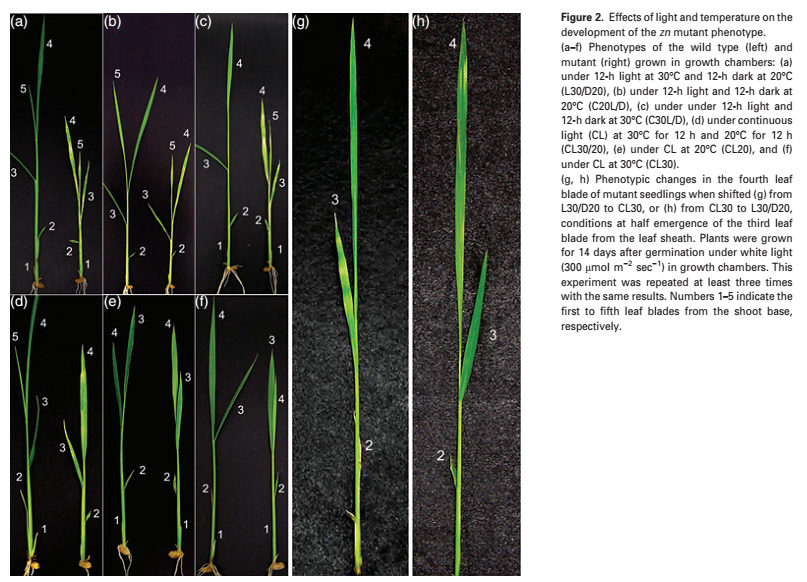 (a)
(b)
(c)
(g)
(h)
4
5
3
2
1
4
5
3
2
1
5
4
3
2
4
5
3
2
4
3
2
1
4
5
3
2
1
4
3
2
4
3
2
(d)
(e)
(f)
4
5
3
2
1
4
3
2
1
4
3
2
1
4
3
2
1
4
3
2
1
3
4
2
1
Figure 2. Effects of light and temperature on the
development of the zn mutant phenotype.
(a–f) Phenotypes of the wild type (left) and
mutant (right) grown in growth chambers: (a)
under 12-h light at 30°C and 12-h dark at 20°C
(L30/D20), (b) under 12-h light and 12-h dark at
20°C (C20L/D), (c) under under 12-h light and
12-h dark at 30°C (C30L/D), (d) under continuous
light (CL) at 30°C for 12 h and 20°C for 12 h
(CL30/20), (e) under CL at 20°C (CL20), and (f)
under CL at 30°C (CL30).
(g, h) Phenotypic changes in the fourth leaf
blade of mutant seedlings when shifted (g) from
L30/D20 to CL30, or (h) from CL30 to L30/D20,
conditions at half emergence of the third leaf
blade from the leaf sheath. Plants were grown
for 14 days after germination under white light
(300 μmol m⁻² sec⁻¹) in growth chambers. This
experiment was repeated at least three times
with the same results. Numbers 1–5 indicate the
first to fifth leaf blades from the shoot base,
respectively.